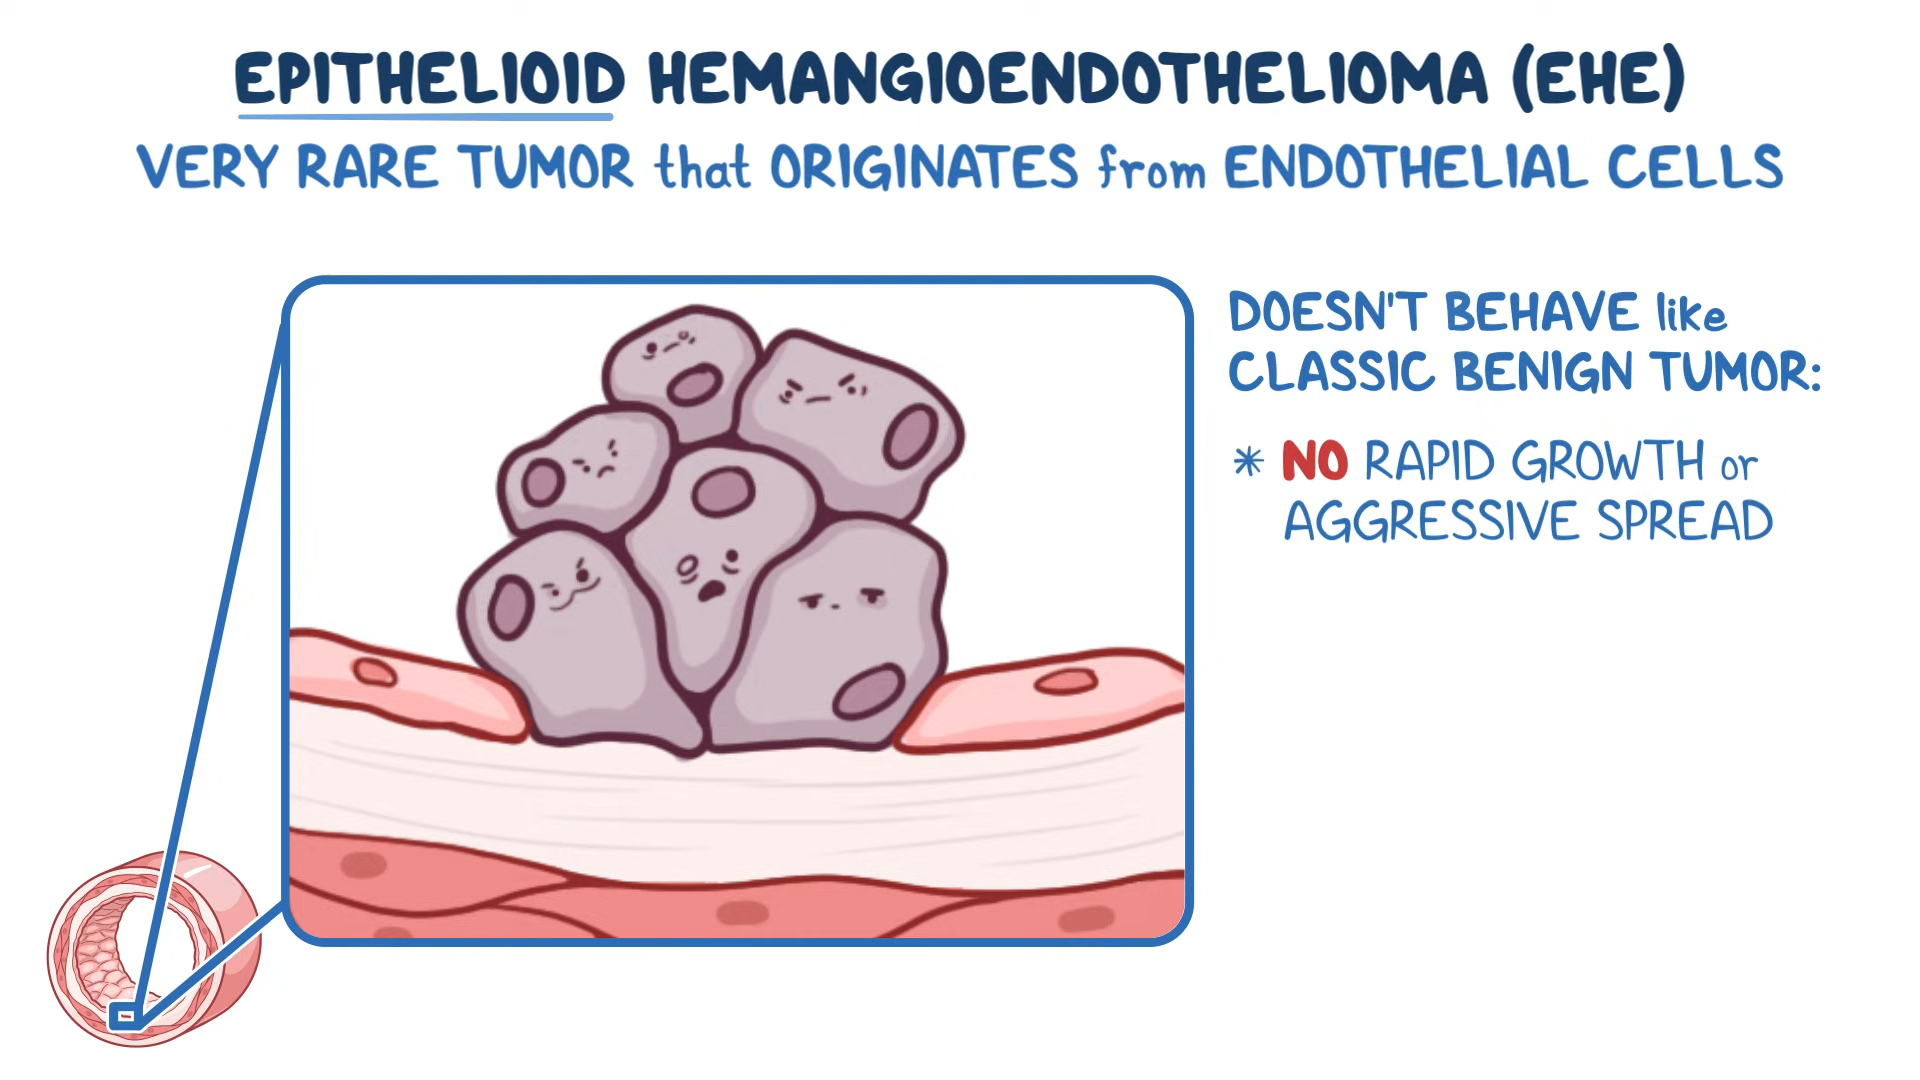 EPITHELIOID HEMANGIOENDOTHELIOMA (EHE)
VERY RARE TUMOR that ORIGINATES from ENDOTHELIAL CELLS
DOESN'T BEHAVE like
CLASSIC BENIGN TUMOR:
* NO RAPID GROWTH or
AGGRESSIVE SPREAD